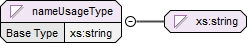 nameUsageType
Base Type xs:string
xs:string